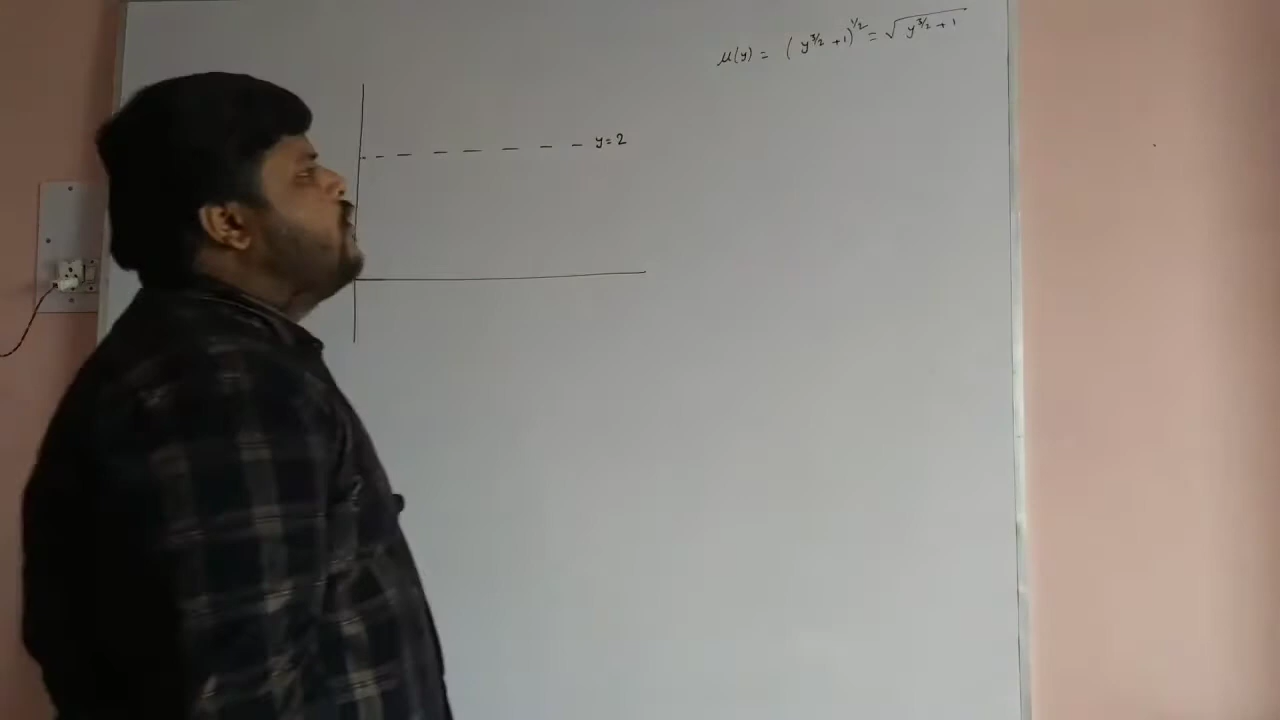 μ(y) = (y^{3/2} + 1)^{1/2} = √(y^{3/2} + 1)
y = 2